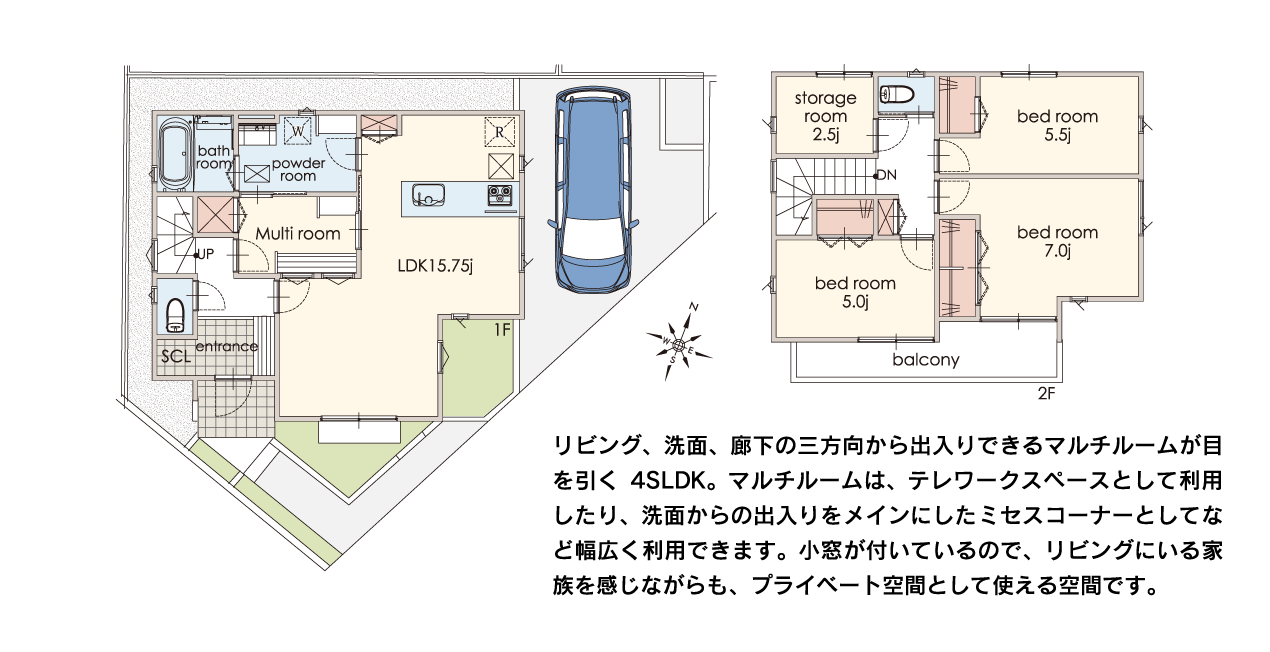 bath
room
W
powder
room
R
Multi room
UP
LDK15.75j
1F
SCL
entrance
N
W
E
S
storage
room
2.5j
bed room
5.5j
DN
bed room
7.0j
bed room
5.0j
balcony
2F
リビング、洗面、廊下の三方向から出入りできるマルチルームが目
を引く 4SLDK。マルチルームは、テレワークスペースとして利用
したり、洗面からの出入りをメインにしたミセスコーナーとしてな
ど幅広く利用できます。小窓が付いているので、リビングにいる家
族を感じながらも、プライベート空間として使える空間です。